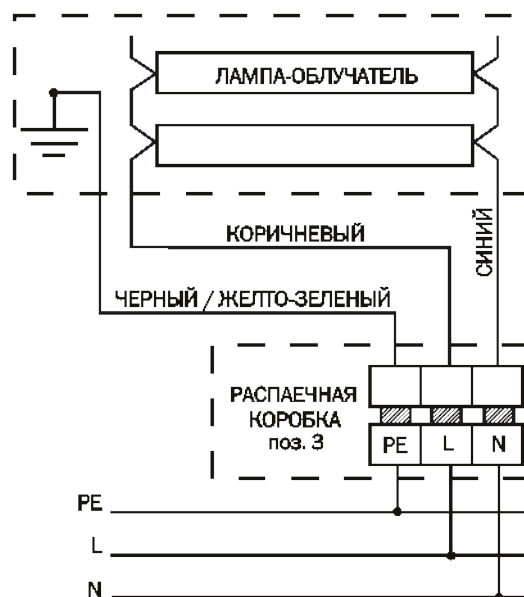 ЛАМПА-ОБЛУЧАТЕЛЬ
КОРИЧНЕВЫЙ
СИНИЙ
ЧЕРНЫЙ / ЖЕЛТО-ЗЕЛЕНЫЙ
РАСПАЕЧНАЯ
КОРОБКА
поз. 3
PE L N
PE
L
N